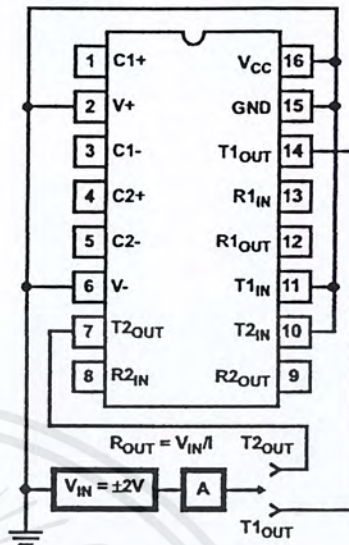 1 C1+ VCC 16
2 V+ GND 15
3 C1- T1OUT 14
4 C2+ R1IN 13
5 C2- R1OUT 12
6 V- T1IN 11
7 T2OUT T2IN 10
8 R2IN R2OUT 9
ROUT = VIN/I T2OUT
VIN = ±2V A
T1OUT